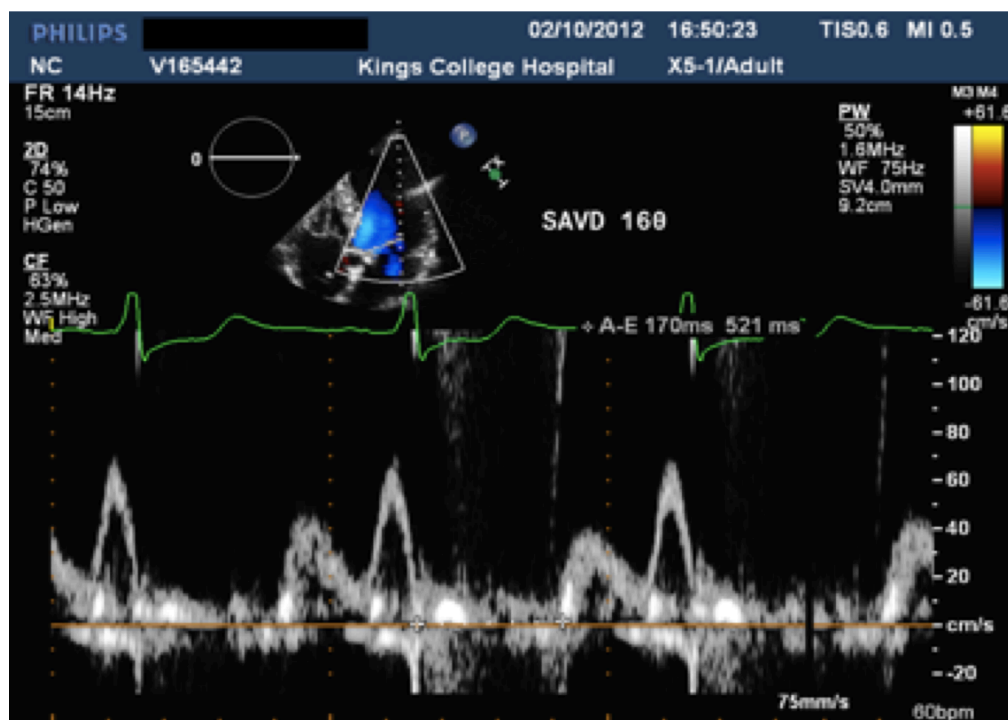 PHILIPS 02/10/2012 16:50:23 TIS0.6 MI 0.5
NC V165442 Kings College Hospital X5-1/Adult
FR 14Hz
15cm
2D
74%
C 50
P Low
HGen
CF
63%
2.5MHz
WF High
Med
0
P
SAVD 160
PW
50%
1.6MHz
WF 75Hz
SV4.0mm
9.2cm
M3 M4
+61.6
-61.6
cm/s
A-E 170ms 521 ms
120
100
80
60
40
20
cm/s
-20
75mm/s
60bpm